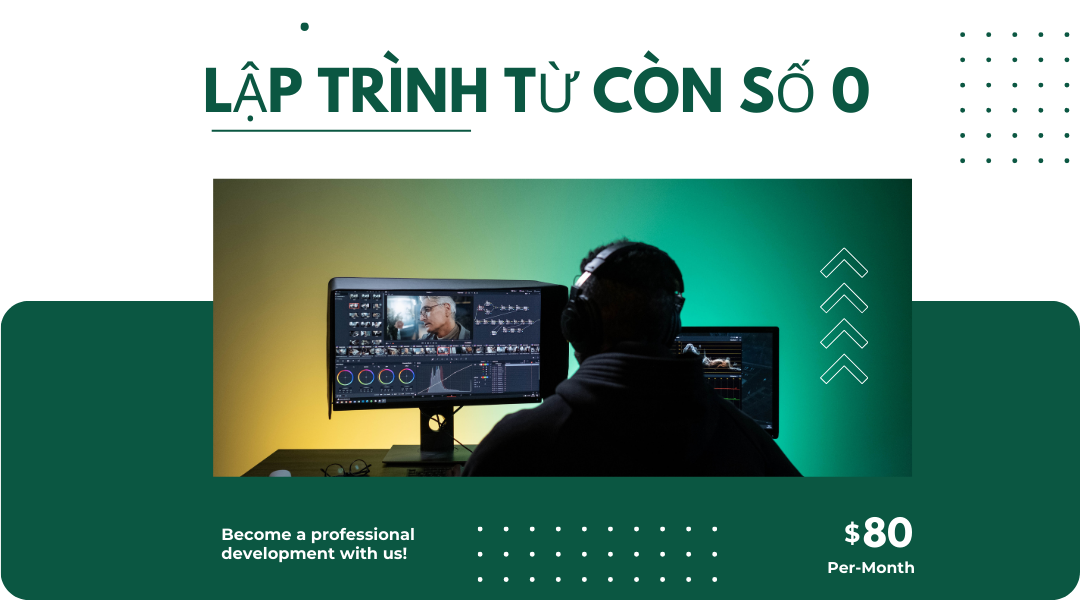 LẬP TRÌNH TỪ CÒN SỐ 0
Become a professional
development with us!
$80
Per-Month